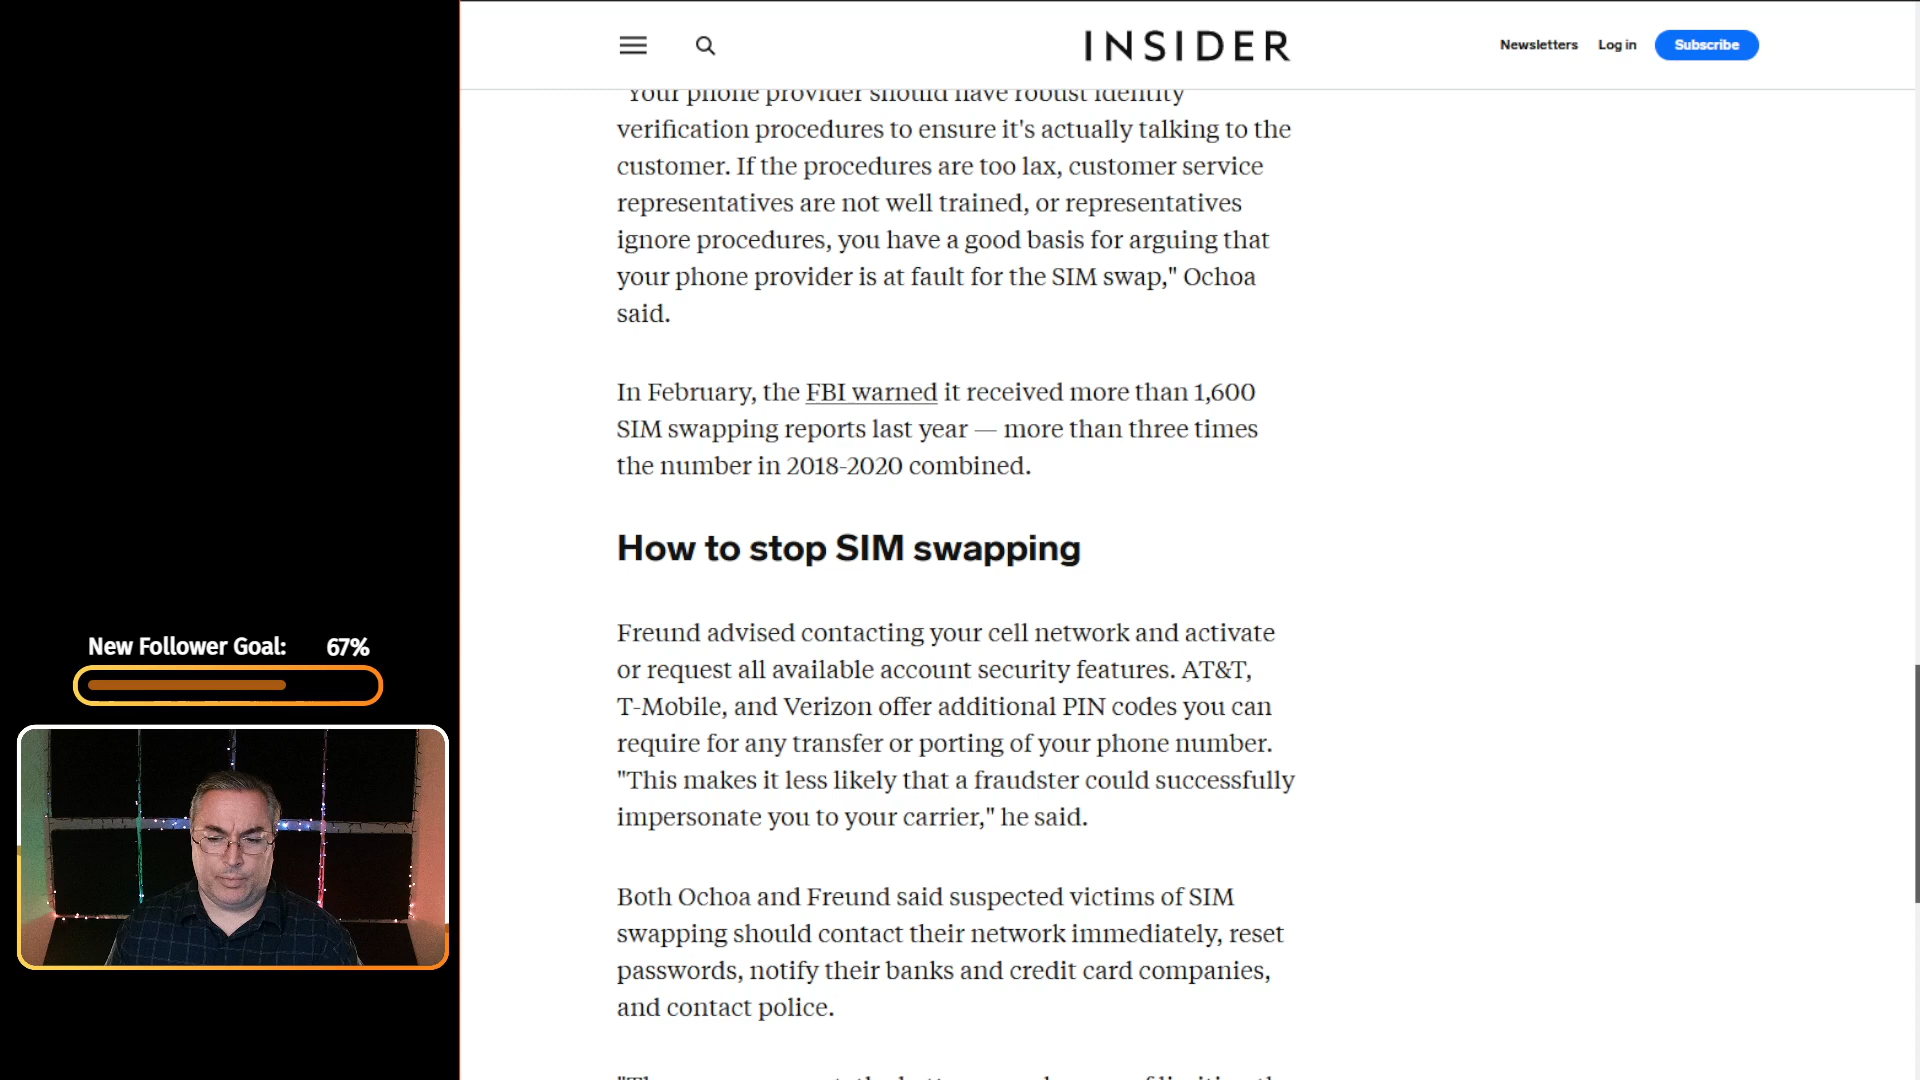 INSIDER
Newsletters Log in Subscribe
"Your phone provider should have robust identity
verification procedures to ensure it's actually talking to the
customer. If the procedures are too lax, customer service
representatives are not well trained, or representatives
ignore procedures, you have a good basis for arguing that
your phone provider is at fault for the SIM swap," Ochoa
said.
In February, the FBI warned it received more than 1,600
SIM swapping reports last year — more than three times
the number in 2018-2020 combined.
How to stop SIM swapping
Freund advised contacting your cell network and activate
or request all available account security features. AT&T,
T-Mobile, and Verizon offer additional PIN codes you can
require for any transfer or porting of your phone number.
"This makes it less likely that a fraudster could successfully
impersonate you to your carrier," he said.
Both Ochoa and Freund said suspected victims of SIM
swapping should contact their network immediately, reset
passwords, notify their banks and credit card companies,
and contact police.
New Follower Goal: 67%